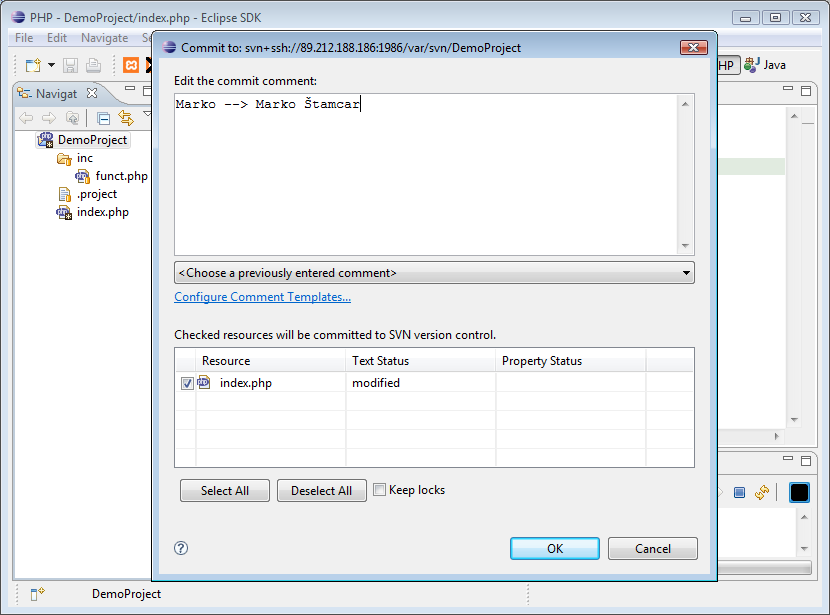 PHP - DemoProject/index.php - Eclipse SDK
File Edit Navigate
Commit to: svn+ssh://89.212.188.186:1986/var/svn/DemoProject
Edit the commit comment:
Marko --> Marko Štamcar
<Choose a previously entered comment>
Configure Comment Templates...
Checked resources will be committed to SVN version control.
Resource Text Status Property Status
index.php modified
Select All Deselect All Keep locks
OK Cancel
Java
Navigat
DemoProject
inc
funct.php
.project
index.php
DemoProject